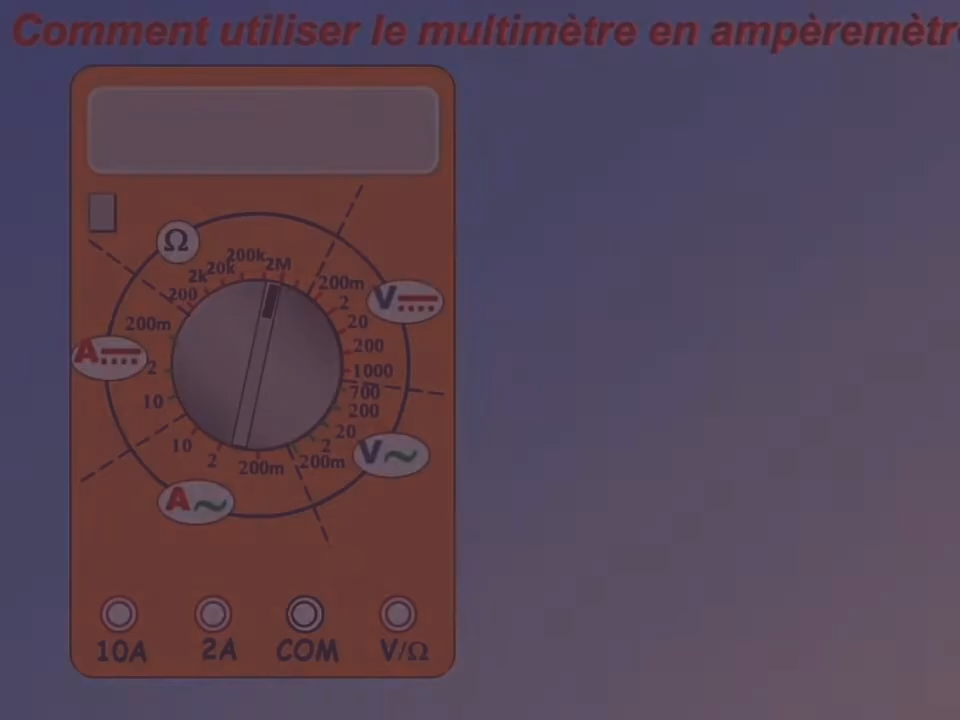 Comment utiliser le multimètre en ampèremètr
Ω
200k
2M
20k
2k
200
200m
2
20
200
1000
V
200m
A
2
10
700
200
20
2
200m
V~
10
2
200m
A~
10A
2A
COM
V/Ω